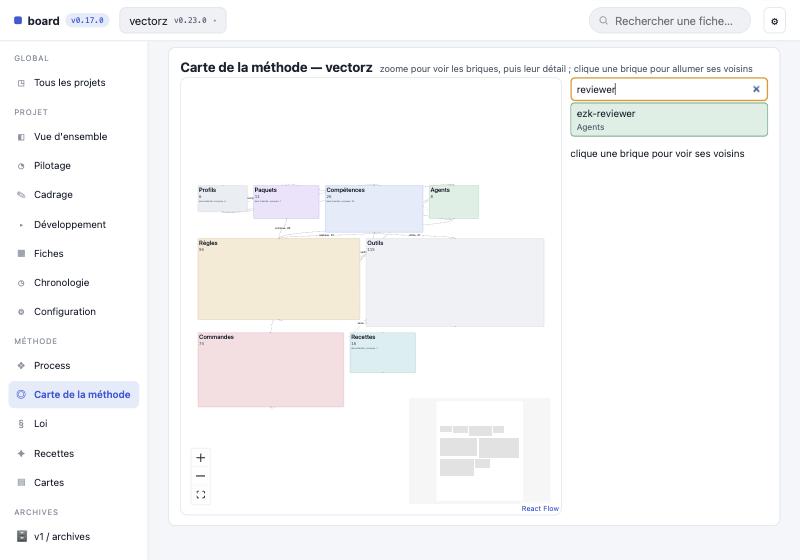 board v0.17.0
vectorz v0.23.0
Rechercher une fiche...
GLOBAL
Tous les projets
PROJET
Vue d'ensemble
Pilotage
Cadrage
Développement
Fiches
Chronologie
Configuration
MÉTHODE
Process
Carte de la méthode
§ Loi
Recettes
Cartes
ARCHIVES
v1 / archives
Carte de la méthode — vectorz zoome pour voir les briques, puis leur détail ; clique une brique pour allumer ses voisins
reviewer
ezk-reviewer
Agents
clique une brique pour voir ses voisins
Profils
Paquets
Compétences
Agents
Règles
Outils
Commandes
Recettes
React Flow